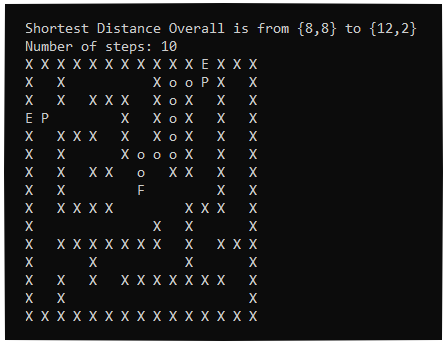 Shortest Distance Overall is from {8,8} to {12,2}
Number of steps: 10
X X X X X X X X X X X E X X X
X   X           X o o P X   X
X   X   X X X   X o X   X   X
E P         X   X o X   X   X
X   X X X   X   X o X   X   X
X   X       X o o o X   X   X
X   X   X X   o   X X   X   X
X   X         F         X   X
X   X X X X         X X X   X
X               X   X       X
X   X X X X X X X   X   X X X
X       X           X       X
X   X   X   X X X X X X X   X
X   X                       X
X X X X X X X X X X X X X X X